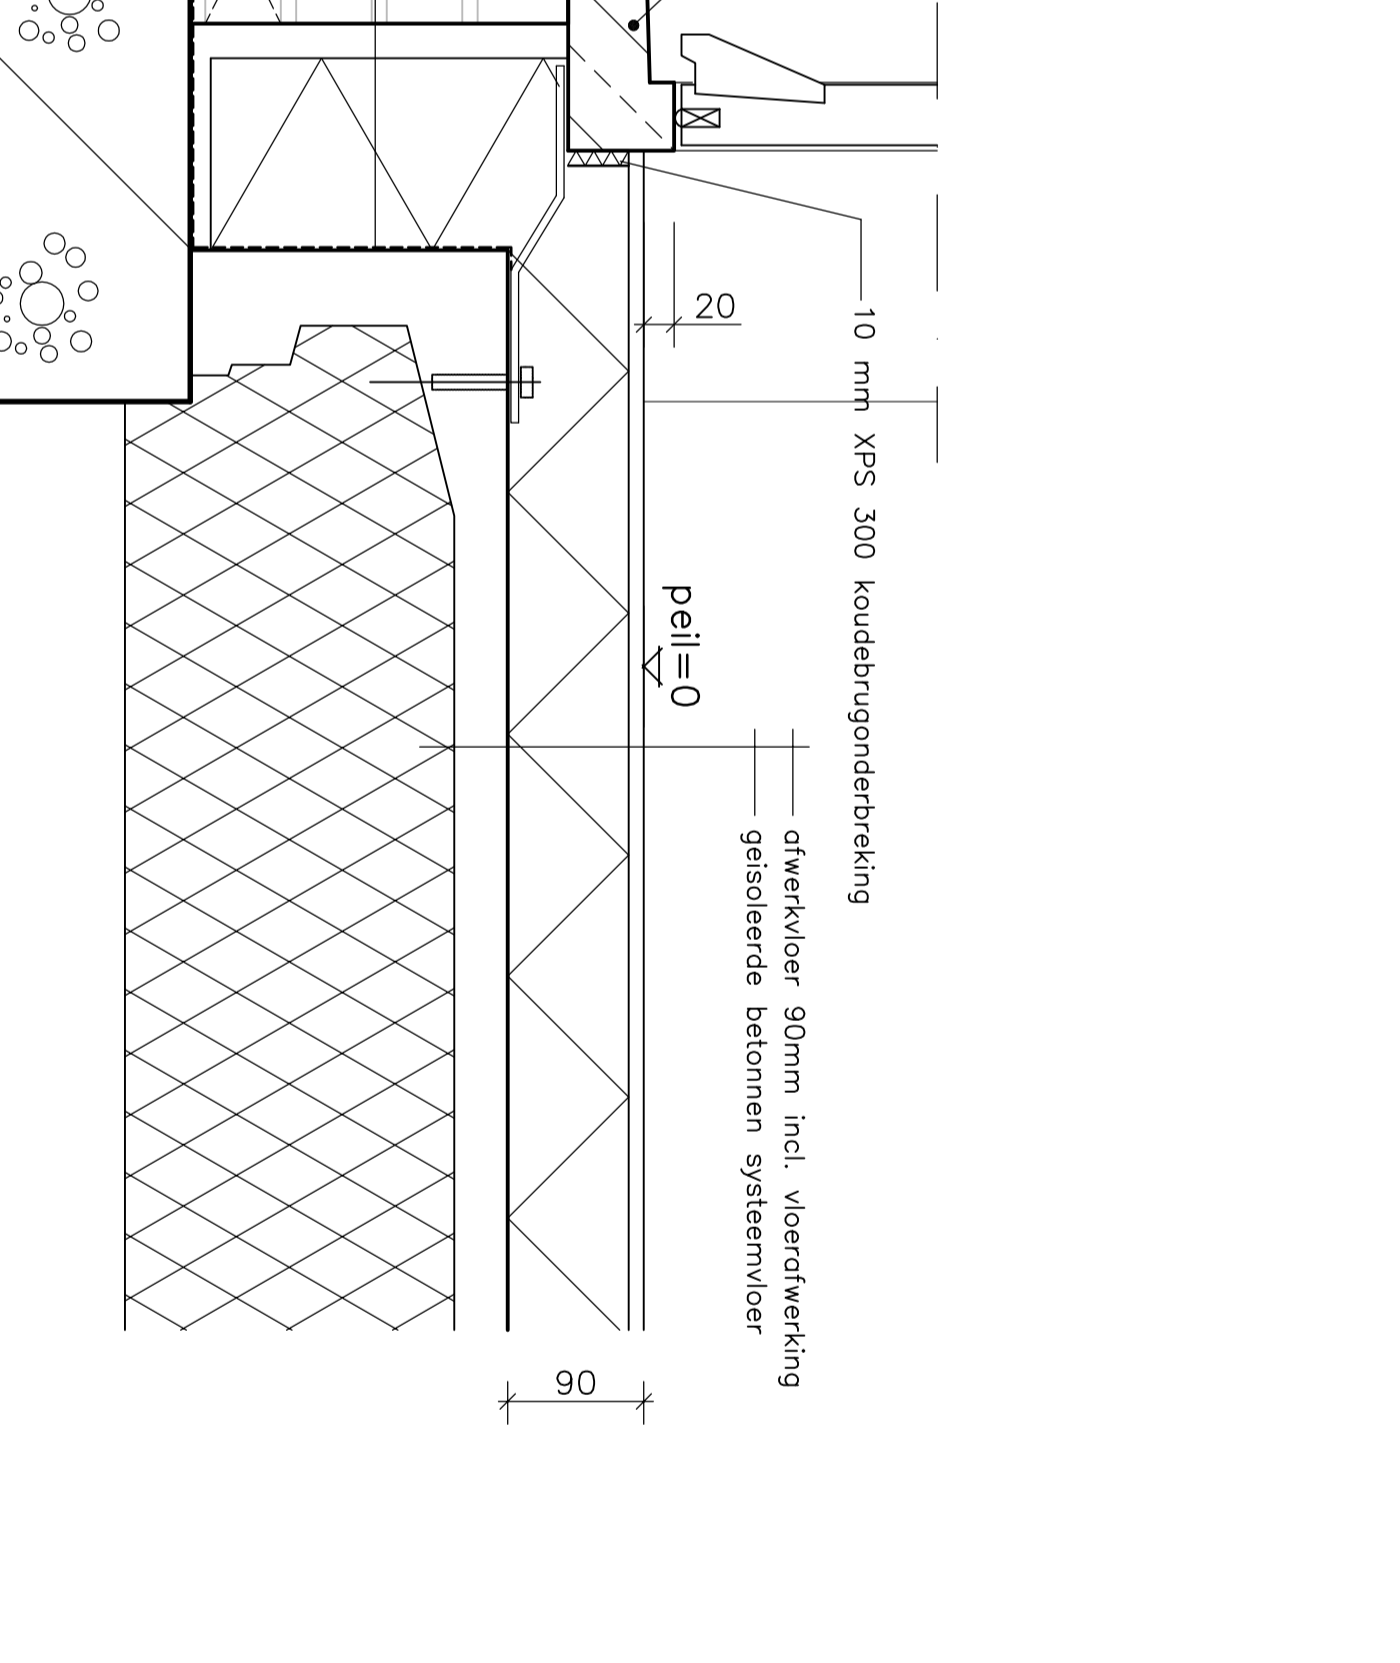 10 mm XPS 300 koudebrugonderbreking
20
peil=0
afwerkvloer 90mm incl. vloerafwerking
geisoleerde betonnen systeemvloer
90